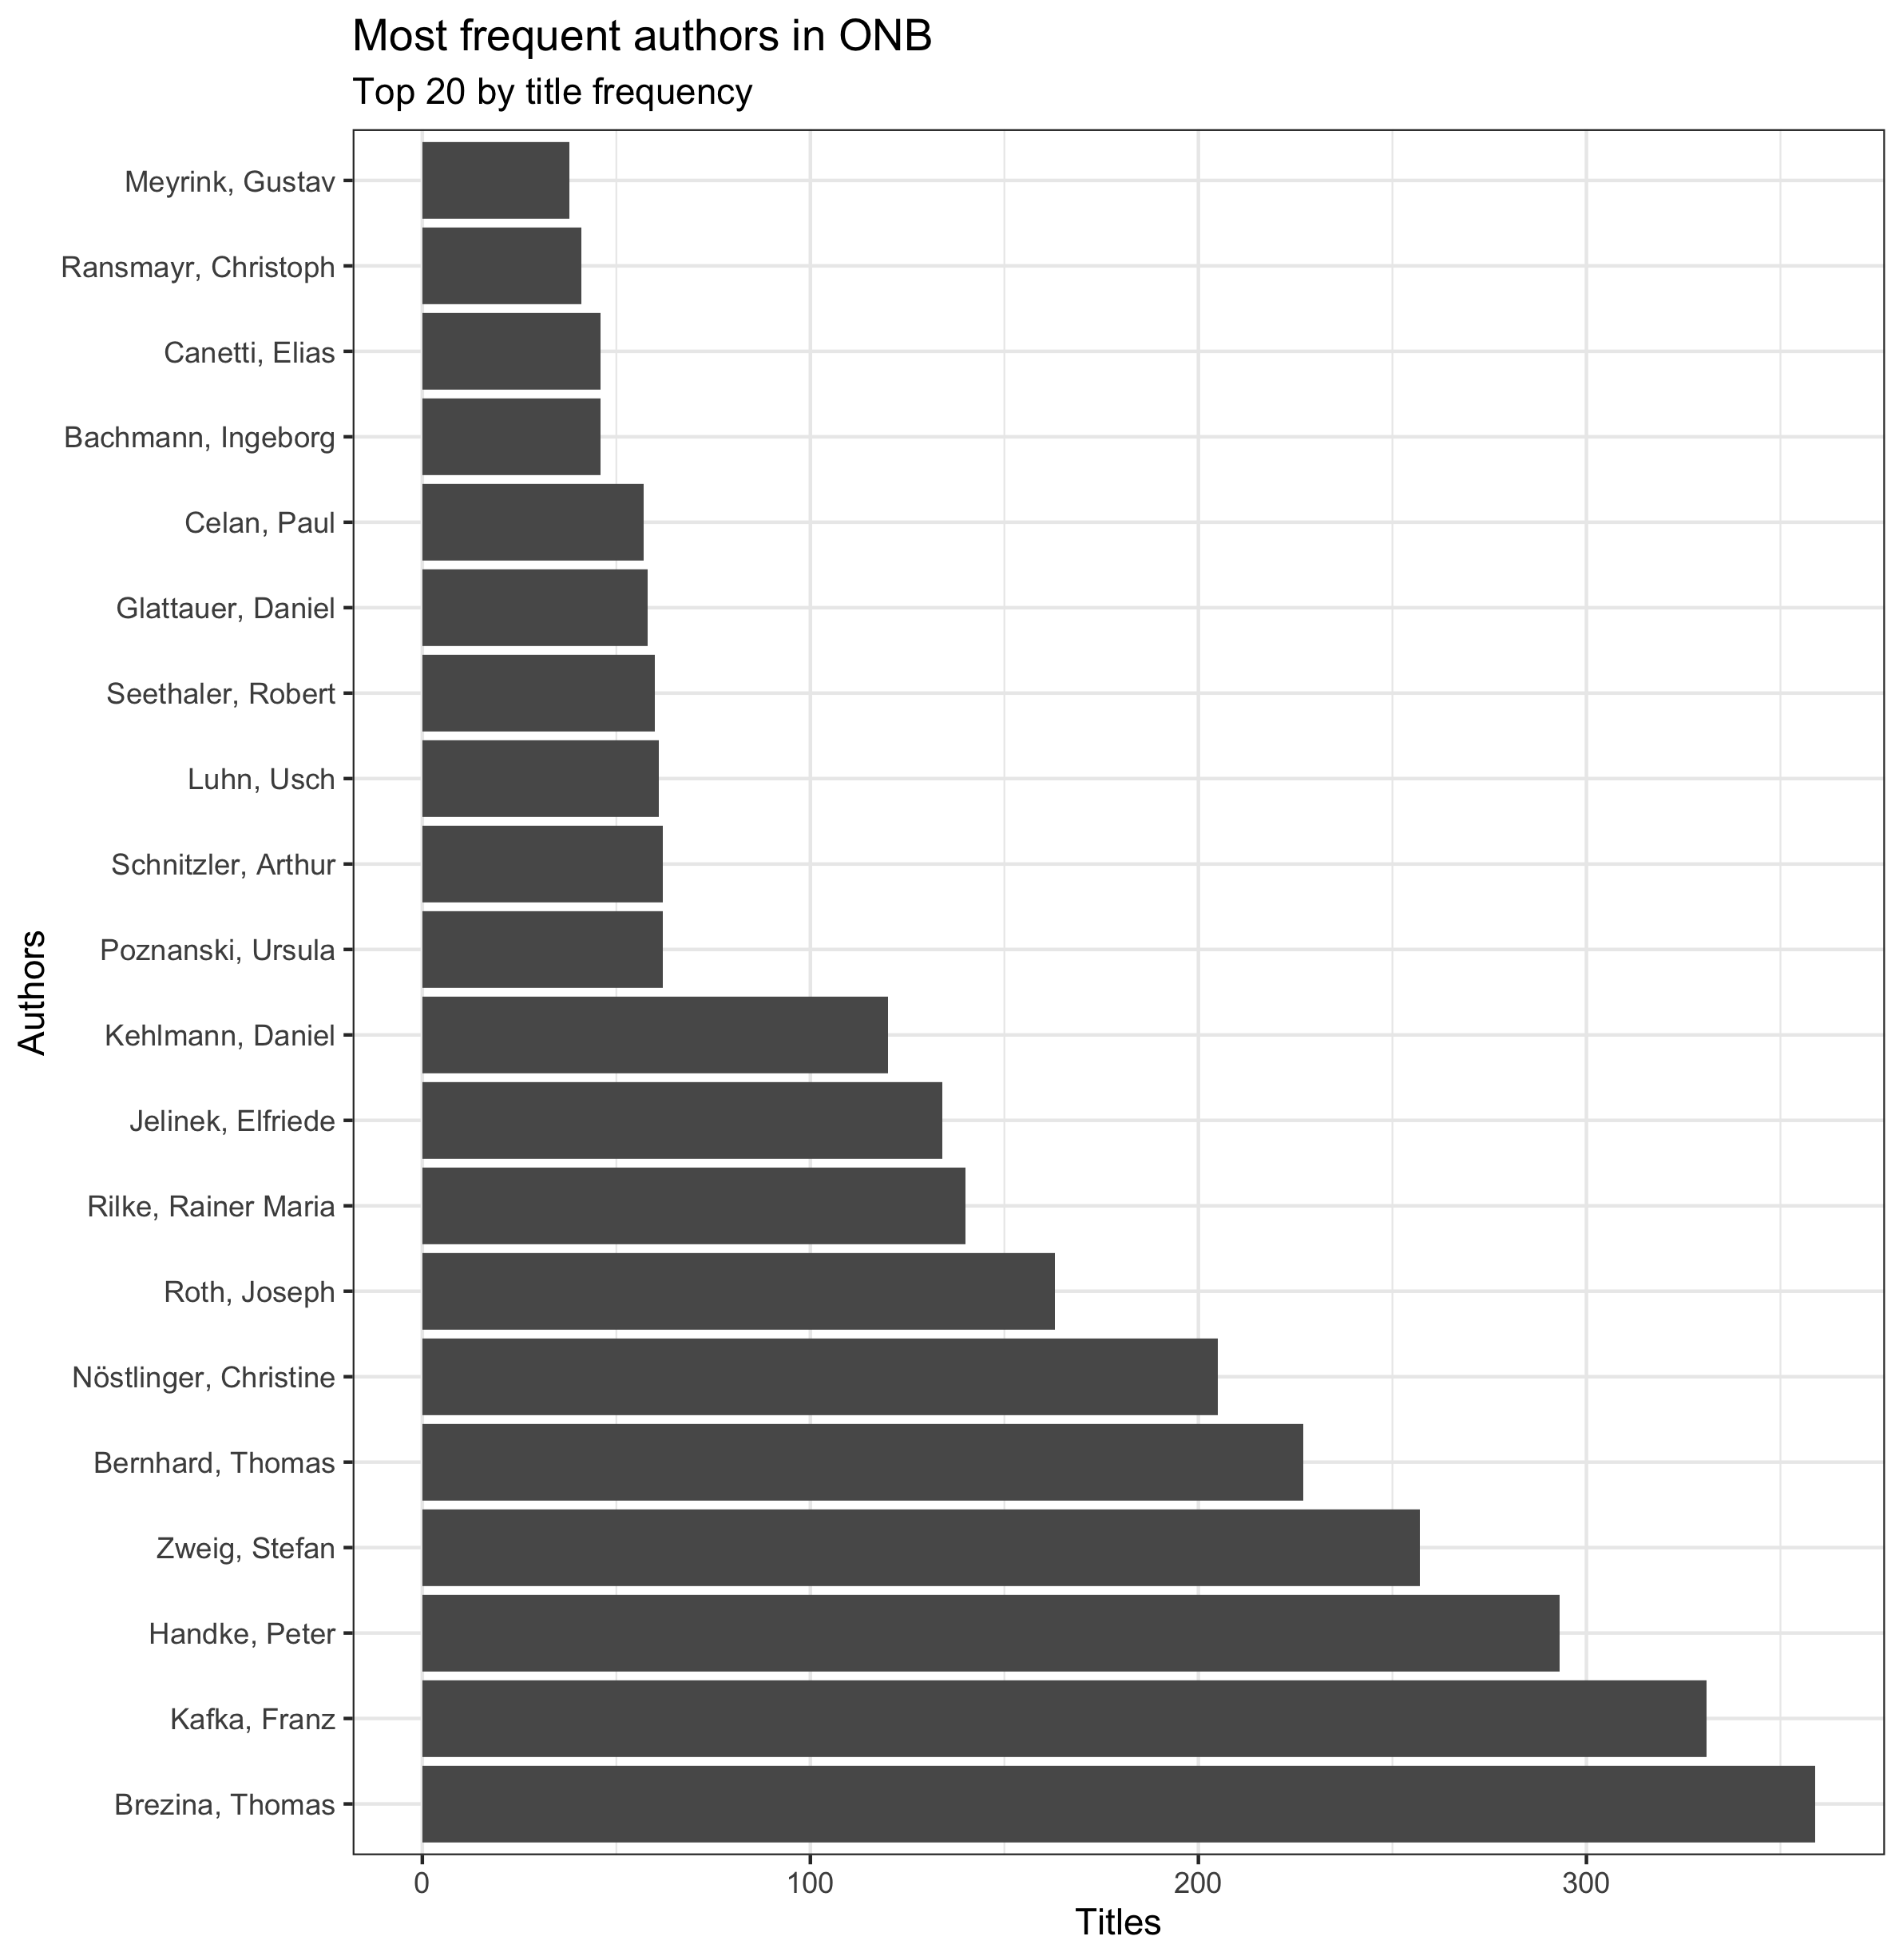 Most frequent authors in ONB
Top 20 by title frequency
Meyrink, Gustav
Ransmayr, Christoph
Canetti, Elias
Bachmann, Ingeborg
Celan, Paul
Glattauer, Daniel
Seethaler, Robert
Luhn, Usch
Schnitzler, Arthur
Poznanski, Ursula
Kehlmann, Daniel
Jelinek, Elfriede
Rilke, Rainer Maria
Roth, Joseph
Nöstlinger, Christine
Bernhard, Thomas
Zweig, Stefan
Handke, Peter
Kafka, Franz
Brezina, Thomas
Authors
0 100 200 300
Titles